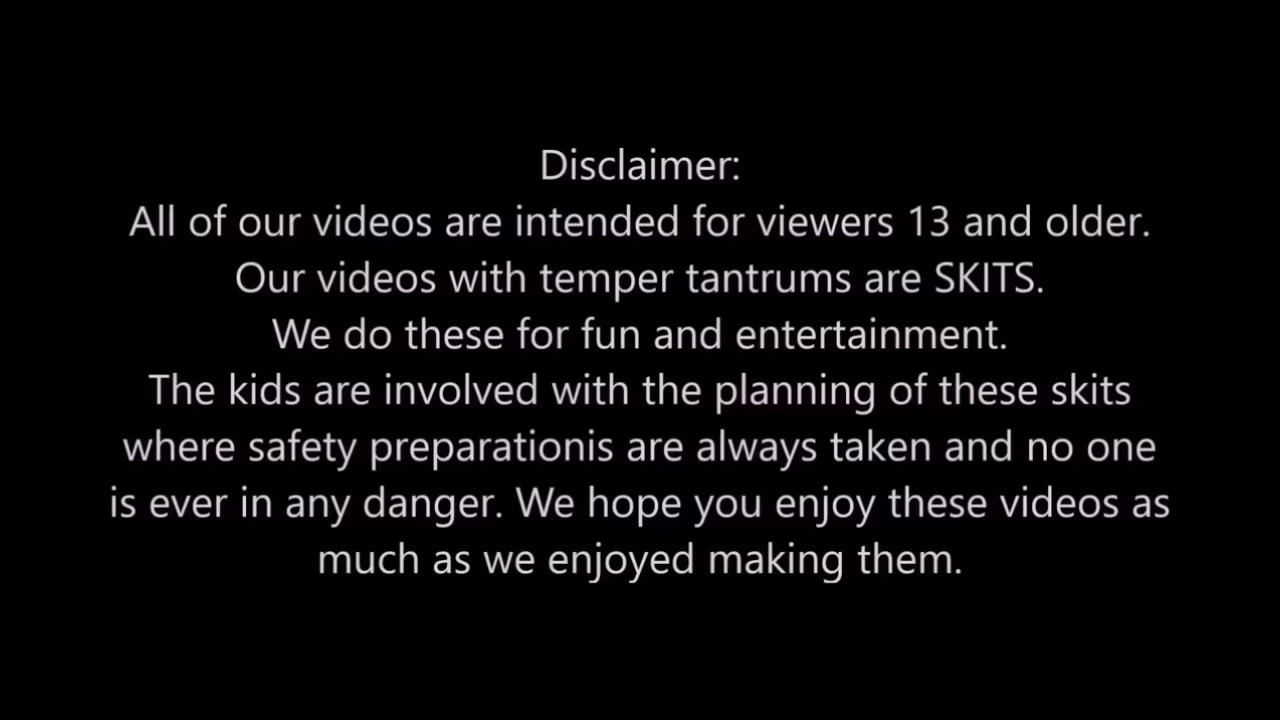 Disclaimer:
All of our videos are intended for viewers 13 and older.
Our videos with temper tantrums are SKITS.
We do these for fun and entertainment.
The kids are involved with the planning of these skits
where safety preparationis are always taken and no one
is ever in any danger. We hope you enjoy these videos as
much as we enjoyed making them.